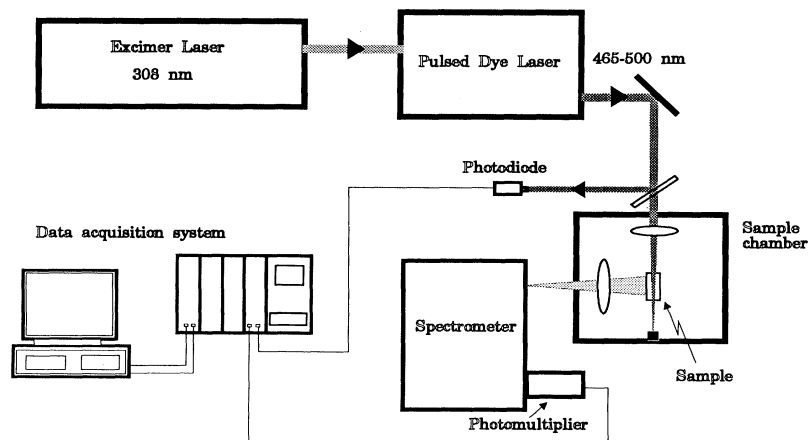 Excimer Laser
308 nm
Pulsed Dye Laser
465-500 nm
Photodiode
Data acquisition system
Sample
chamber
Spectrometer
Sample
Photomultiplier